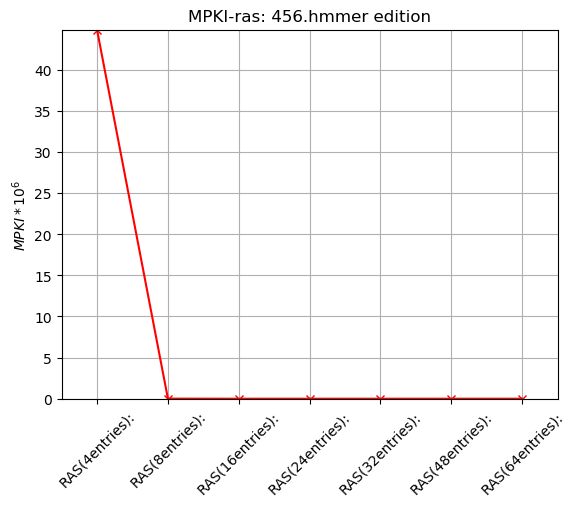 MPKI-ras: 456.hmmer edition
MPKI * 10^6
40
35
30
25
20
15
10
5
0
RAS(4entries):
RAS(8entries):
RAS(16entries):
RAS(24entries):
RAS(32entries):
RAS(48entries):
RAS(64entries):